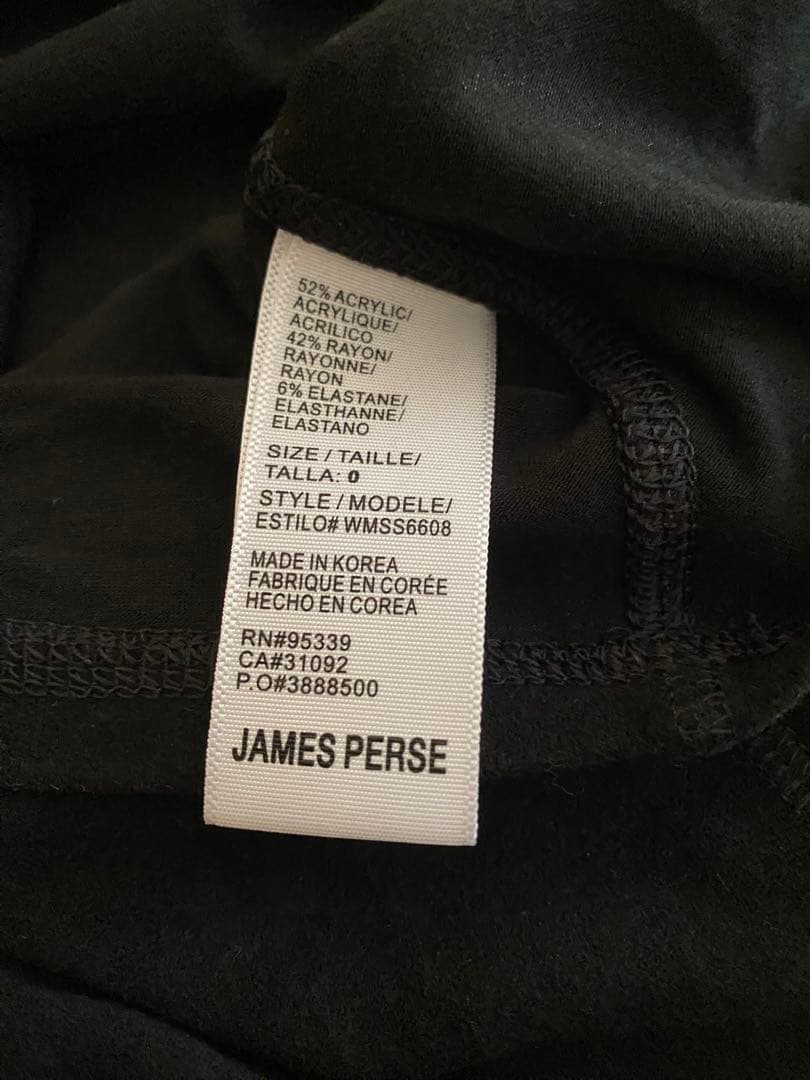 52% ACRYLIC/
ACRYLIQUE/
ACRILICO
42% RAYON/
RAYONNE/
RAYON
6% ELASTANE/
ELASTHANNE/
ELASTANO
SIZE / TAILLE/
TALLA: 0
STYLE / MODELE/
ESTILO# WMSS6608
MADE IN KOREA
FABRIQUE EN CORÉE
HECHO EN COREA
RN#95339
CA#31092
P.O#3888500
JAMES PERSE